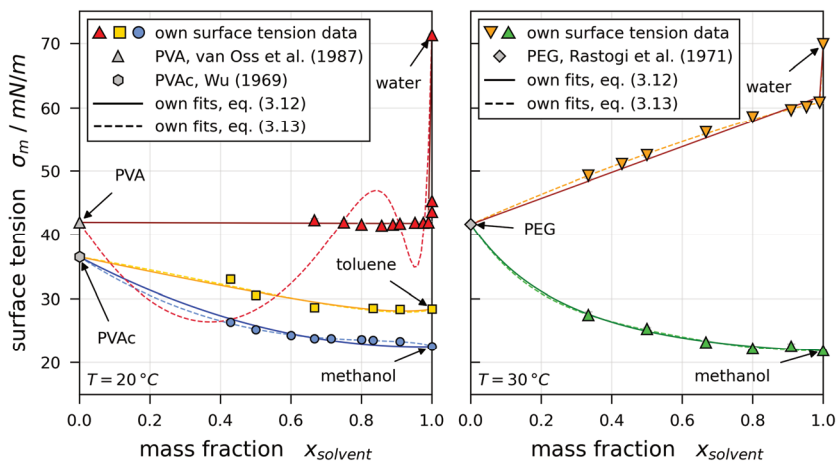 own surface tension data
PVA, van Oss et al. (1987)
PVAc, Wu (1969)
own fits, eq. (3.12)
own fits, eq. (3.13)
water
PVA
toluene
PVAc
methanol
T = 20 °C
70
60
50
40
30
20
surface tension σm / mN/m
0.0 0.2 0.4 0.6 0.8 1.0
mass fraction xsolvent
own surface tension data
PEG, Rastogi et al. (1971)
own fits, eq. (3.12)
own fits, eq. (3.13)
water
PEG
methanol
T = 30 °C
0.0 0.2 0.4 0.6 0.8 1.0
mass fraction xsolvent